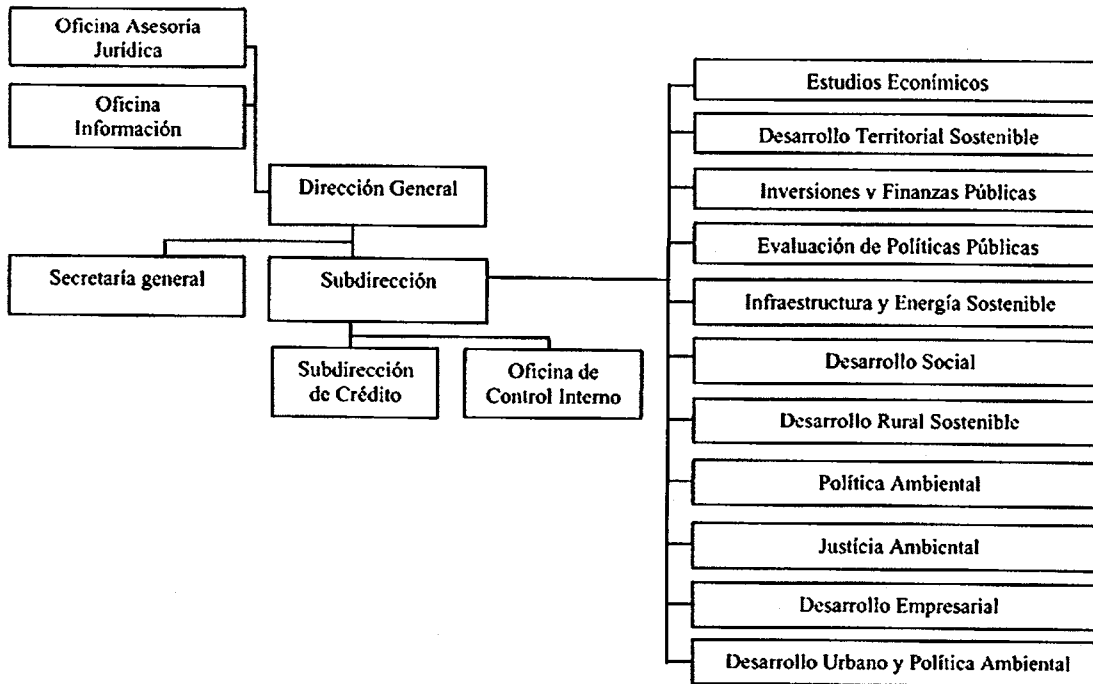 Oficina Asesoría
Jurídica
Oficina
Información
Dirección General
Secretaría general
Subdirección
Subdirección
de Crédito
Oficina de
Control Interno
Estudios Econímicos
Desarrollo Territorial Sostenible
Inversiones v Finanzas Públicas
Evaluación de Políticas Públicas
Infraestructura y Energía Sostenible
Desarrollo Social
Desarrollo Rural Sostenible
Política Ambiental
Justícia Ambiental
Desarrollo Empresarial
Desarrollo Urbano y Política Ambiental